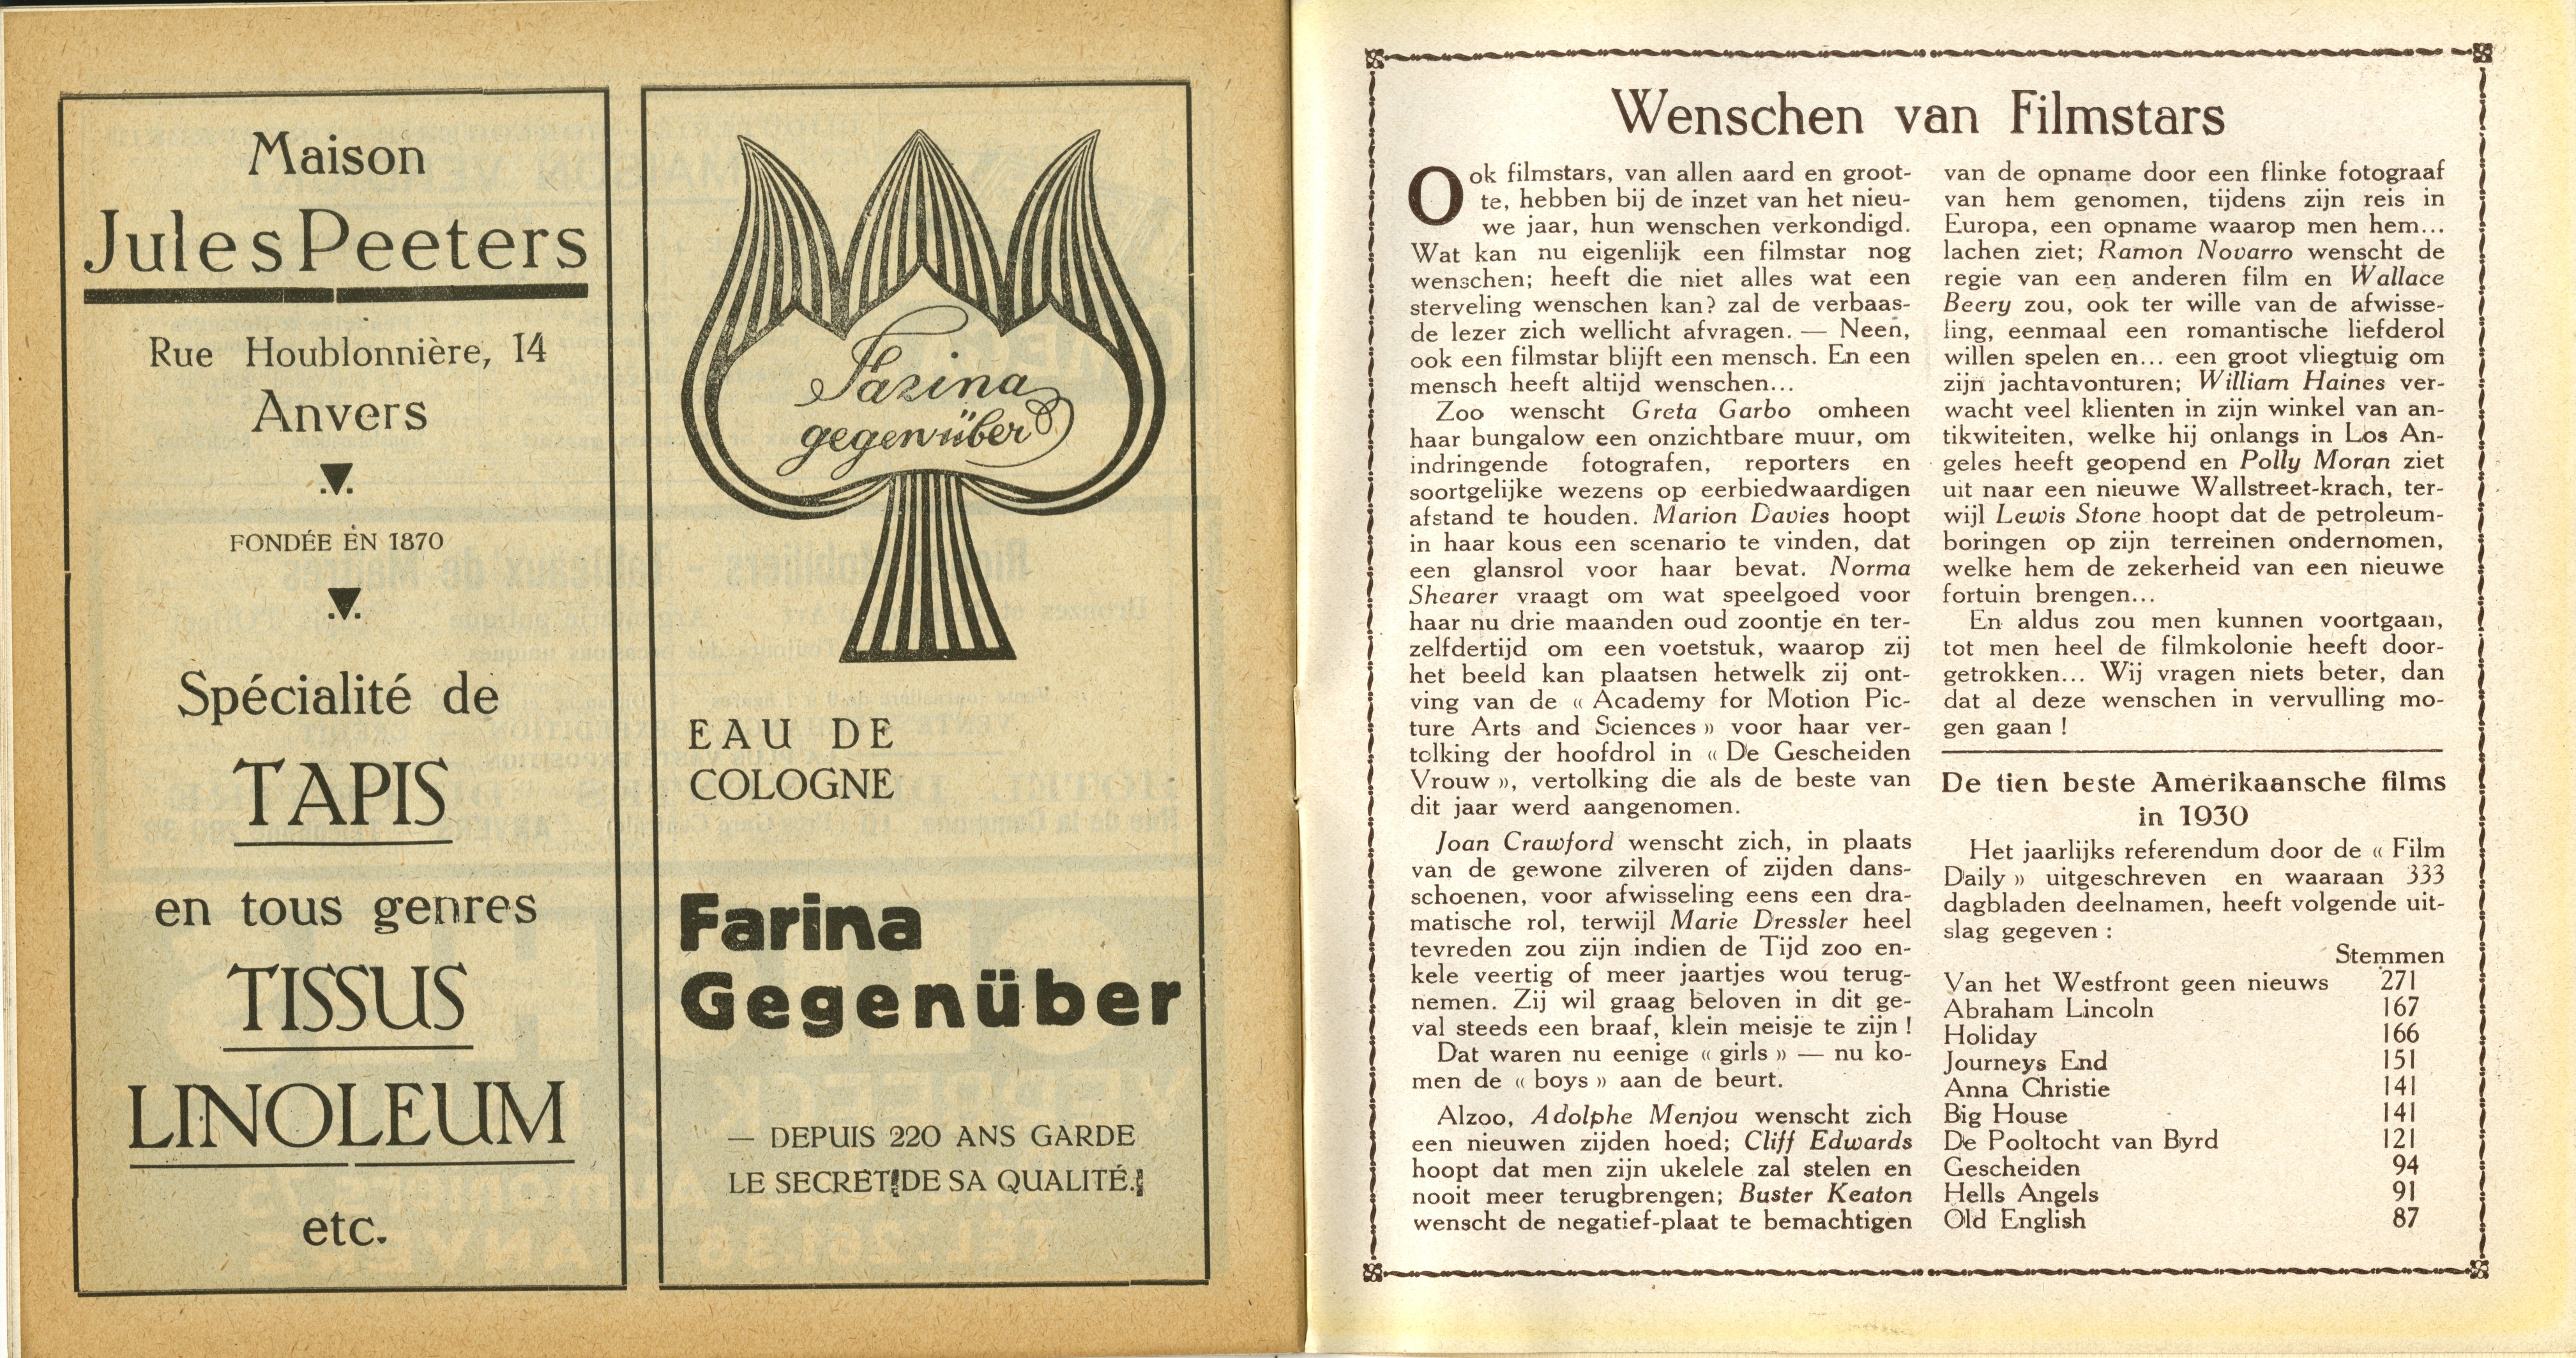 Maison
Jules Peeters
Rue Houblonnière, 14
Anvers
FONDÉE EN 1870
Spécialité de
TAPIS
en tous genres
TISSUS
LINOLEUM
etc.
Farina
gegenüber
EAU DE
COLOGNE
Farina
Gegenüber
— DEPUIS 220 ANS GARDE
LE SECRET DE SA QUALITÉ.
Wenschen van Filmstars
Ook filmstars, van allen aard en groot-
te, hebben bij de inzet van het nieu-
we jaar, hun wenschen verkondigd.
Wat kan nu eigenlijk een filmstar nog
wenschen; heeft die niet alles wat een
sterveling wenschen kan? zal de verbaas-
de lezer zich wellicht afvragen. — Neen,
ook een filmstar blijft een mensch. En een
mensch heeft altijd wenschen...
Zoo wenscht Greta Garbo omheen
haar bungalow een onzichtbare muur, om
indringende fotografen, reporters en
soortgelijke wezens op eerbiedwaardigen
afstand te houden. Marion Davies hoopt
in haar kous een scenario te vinden, dat
een glansrol voor haar bevat. Norma
Shearer vraagt om wat speelgoed voor
haar nu drie maanden oud zoontje en ter-
zelfdertijd om een voetstuk, waarop zij
het beeld kan plaatsen hetwelk zij ont-
ving van de « Academy for Motion Pic-
ture Arts and Sciences » voor haar ver-
tolking der hoofdrol in « De Gescheiden
Vrouw », vertolking die als de beste van
dit jaar werd aangenomen.
Joan Crawford wenscht zich, in plaats
van de gewone zilveren of zijden dans-
schoenen, voor afwisseling eens een dra-
matische rol, terwijl Marie Dressler heel
tevreden zou zijn indien de Tijd zoo en-
kele veertig of meer jaartjes wou terug-
nemen. Zij wil graag beloven in dit ge-
val steeds een braaf, klein meisje te zijn !
Dat waren nu eenige « girls » — nu ko-
men de « boys » aan de beurt.
Alzoo, Adolphe Menjou wenscht zich
een nieuwen zijden hoed; Cliff Edwards
hoopt dat men zijn ukelele zal stelen en
nooit meer terugbrengen; Buster Keaton
wenscht de negatief-plaat te bemachtigen
van de opname door een flinke fotograaf
van hem genomen, tijdens zijn reis in
Europa, een opname waarop men hem...
lachen ziet; Ramon Novarro wenscht de
regie van een anderen film en Wallace
Beery zou, ook ter wille van de afwisse-
ling, eenmaal een romantische liefderol
willen spelen en... een groot vliegtuig om
zijn jachtavonturen; William Haines ver-
wacht veel klienten in zijn winkel van an-
tikwiteiten, welke hij onlangs in Los An-
geles heeft geopend en Polly Moran ziet
uit naar een nieuwe Wallstreet-krach, ter-
wijl Lewis Stone hoopt dat de petroleum-
boringen op zijn terreinen ondernomen,
welke hem de zekerheid van een nieuwe
fortuin brengen...
En aldus zou men kunnen voortgaan,
tot men heel de filmkolonie heeft door-
getrokken... Wij vragen niets beter, dan
dat al deze wenschen in vervulling mo-
gen gaan !
De tien beste Amerikaansche films
in 1930
Het jaarlijks referendum door de « Film
Daily » uitgeschreven en waaraan 333
dagbladen deelnamen, heeft volgende uit-
slag gegeven :
Stemmen
Van het Westfront geen nieuws 271
Abraham Lincoln 167
Holiday 166
Journeys End 151
Anna Christie 141
Big House 141
De Pooltocht van Byrd 121
Gescheiden 94
Hells Angels 91
Old English 87